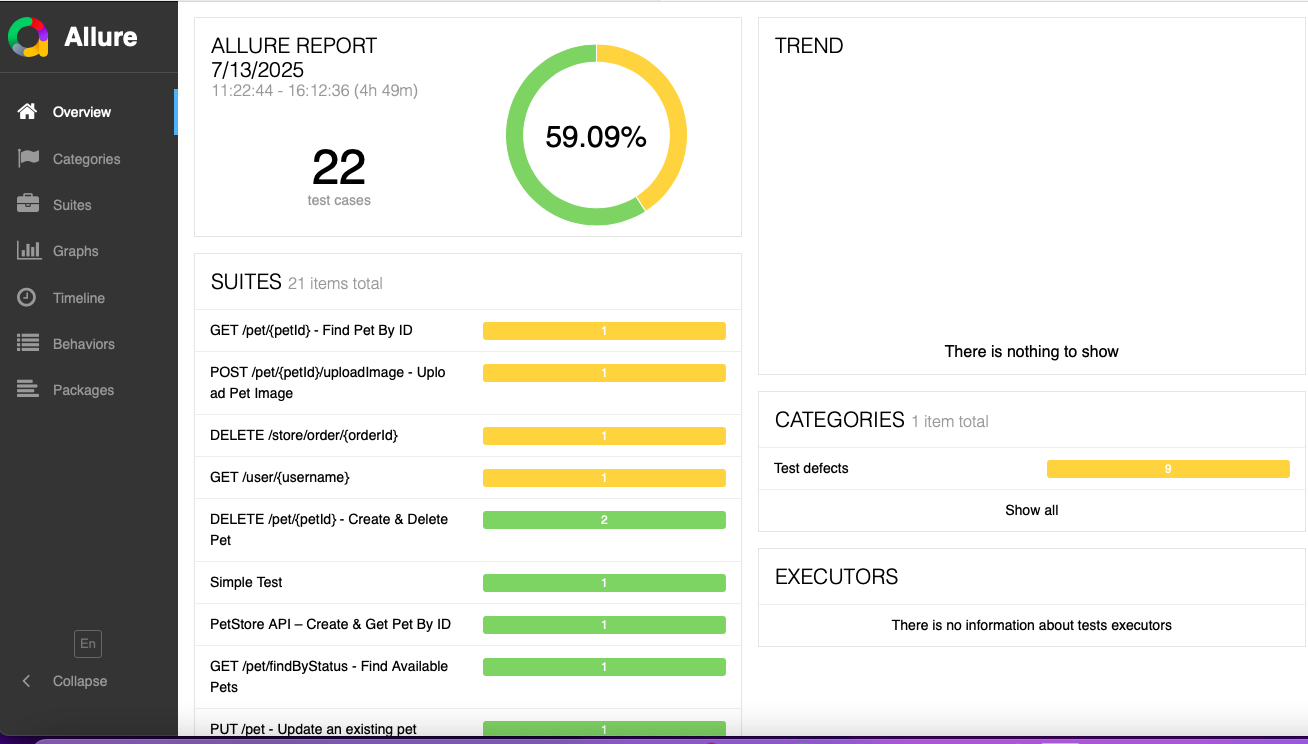 Allure
Overview
Categories
Suites
Graphs
Timeline
Behaviors
Packages
En
Collapse
ALLURE REPORT
7/13/2025
11:22:44 - 16:12:36 (4h 49m)
22
test cases
59.09%
SUITES 21 items total
GET /pet/{petId} - Find Pet By ID 1
POST /pet/{petId}/uploadImage - Uplo 1
ad Pet Image
DELETE /store/order/{orderId} 1
GET /user/{username} 1
DELETE /pet/{petId} - Create & Delete 2
Pet
Simple Test 1
PetStore API – Create & Get Pet By ID 1
GET /pet/findByStatus - Find Available 1
Pets
PUT /pet - Update an existing pet 1
TREND
There is nothing to show
CATEGORIES 1 item total
Test defects 9
Show all
EXECUTORS
There is no information about tests executors